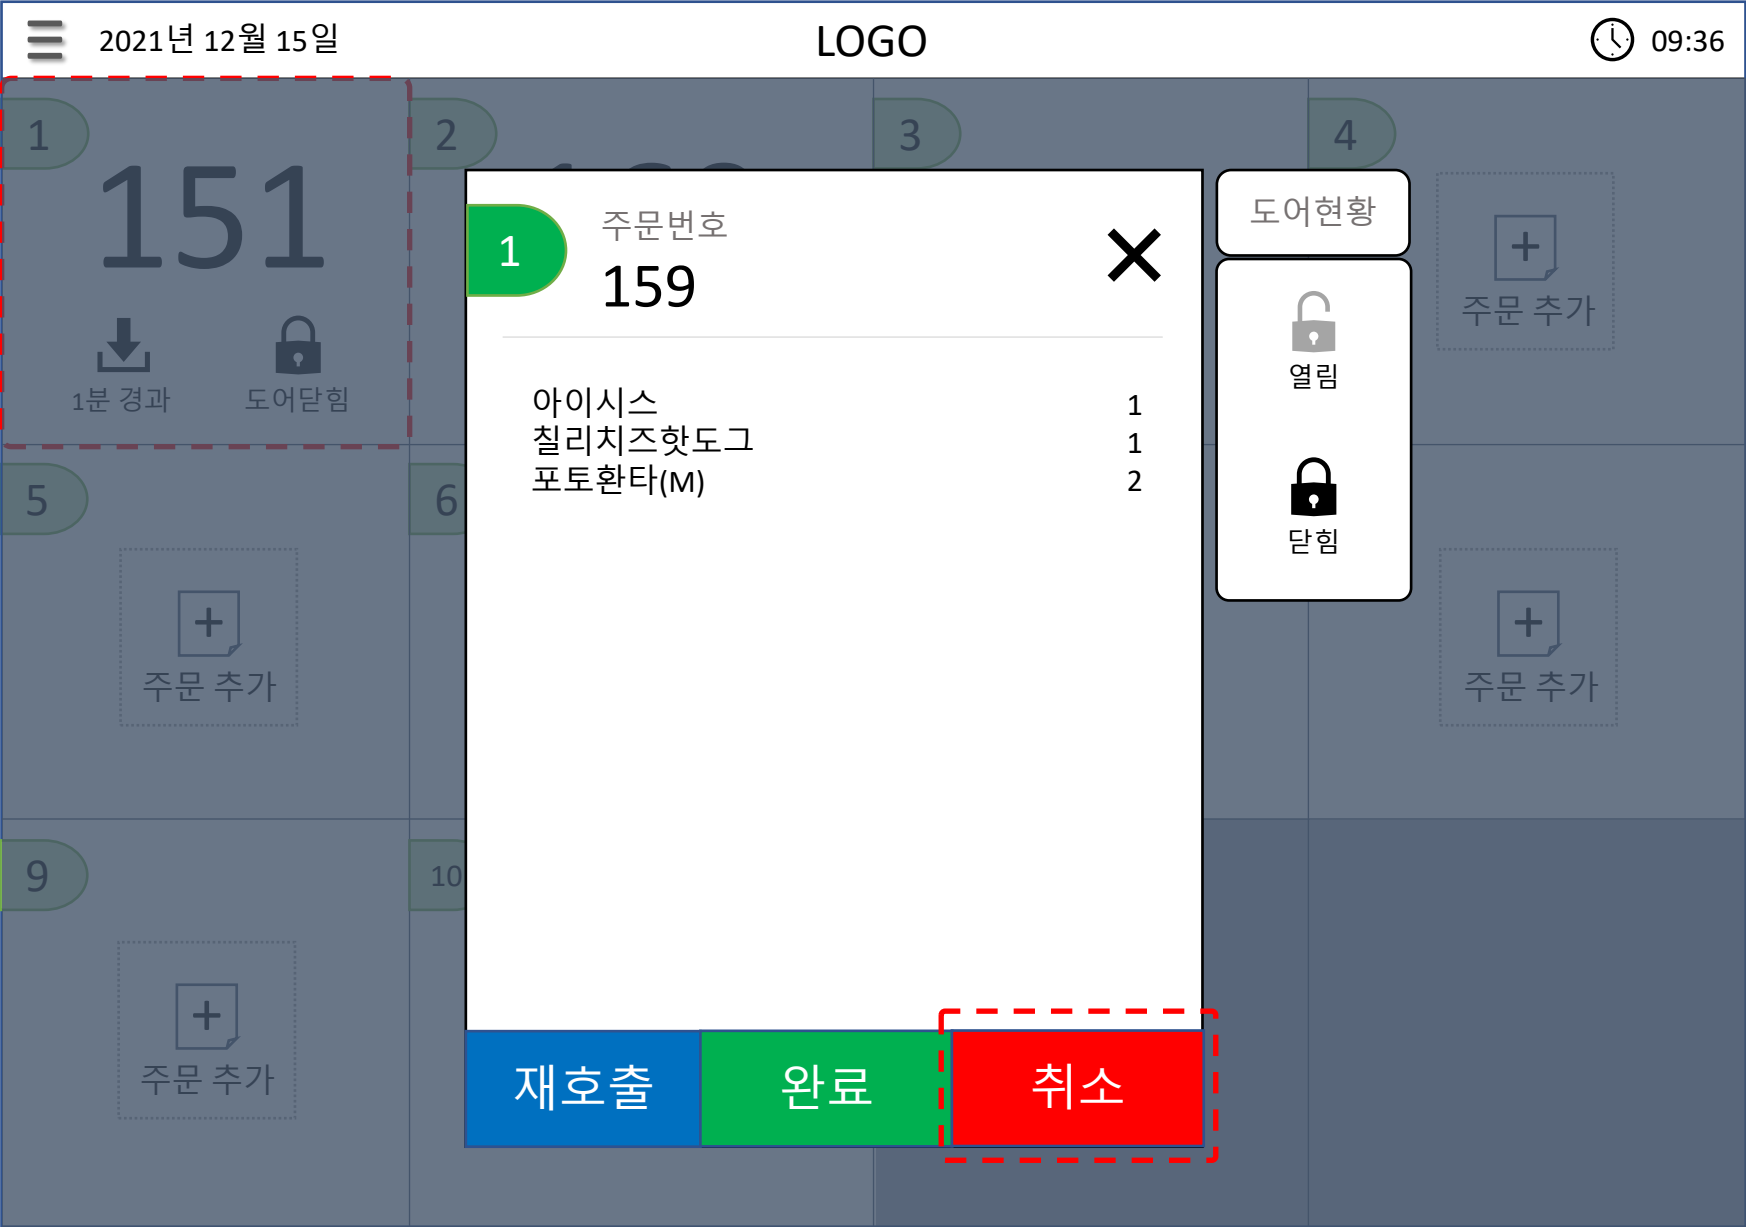 2021년 12월 15일
LOGO
09:36
1
2
3
4
151
1분 경과
도어닫힘
주문 추가
1
주문번호
159
아이시스 1
칠리치즈핫도그 1
포토환타(M) 2
도어현황
열림
닫힘
5
6
주문 추가
주문 추가
9
10
주문 추가
재호출
완료
취소